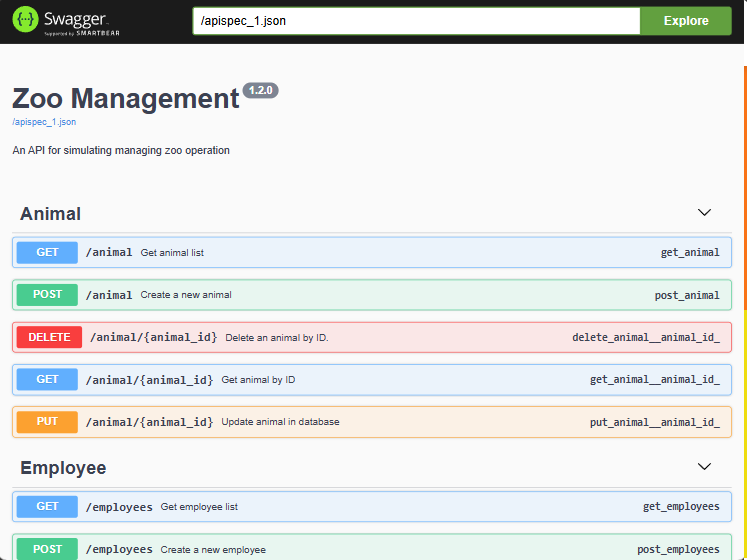 Swagger
Supported by SMARTBEAR
/apispec_1.json
Explore
Zoo Management 1.2.0
/apispec_1.json
An API for simulating managing zoo operation
Animal
GET /animal Get animal list get_animal
POST /animal Create a new animal post_animal
DELETE /animal/{animal_id} Delete an animal by ID. delete_animal__animal_id_
GET /animal/{animal_id} Get animal by ID get_animal__animal_id_
PUT /animal/{animal_id} Update animal in database put_animal__animal_id_
Employee
GET /employees Get employee list get_employees
POST /employees Create a new employee post_employees